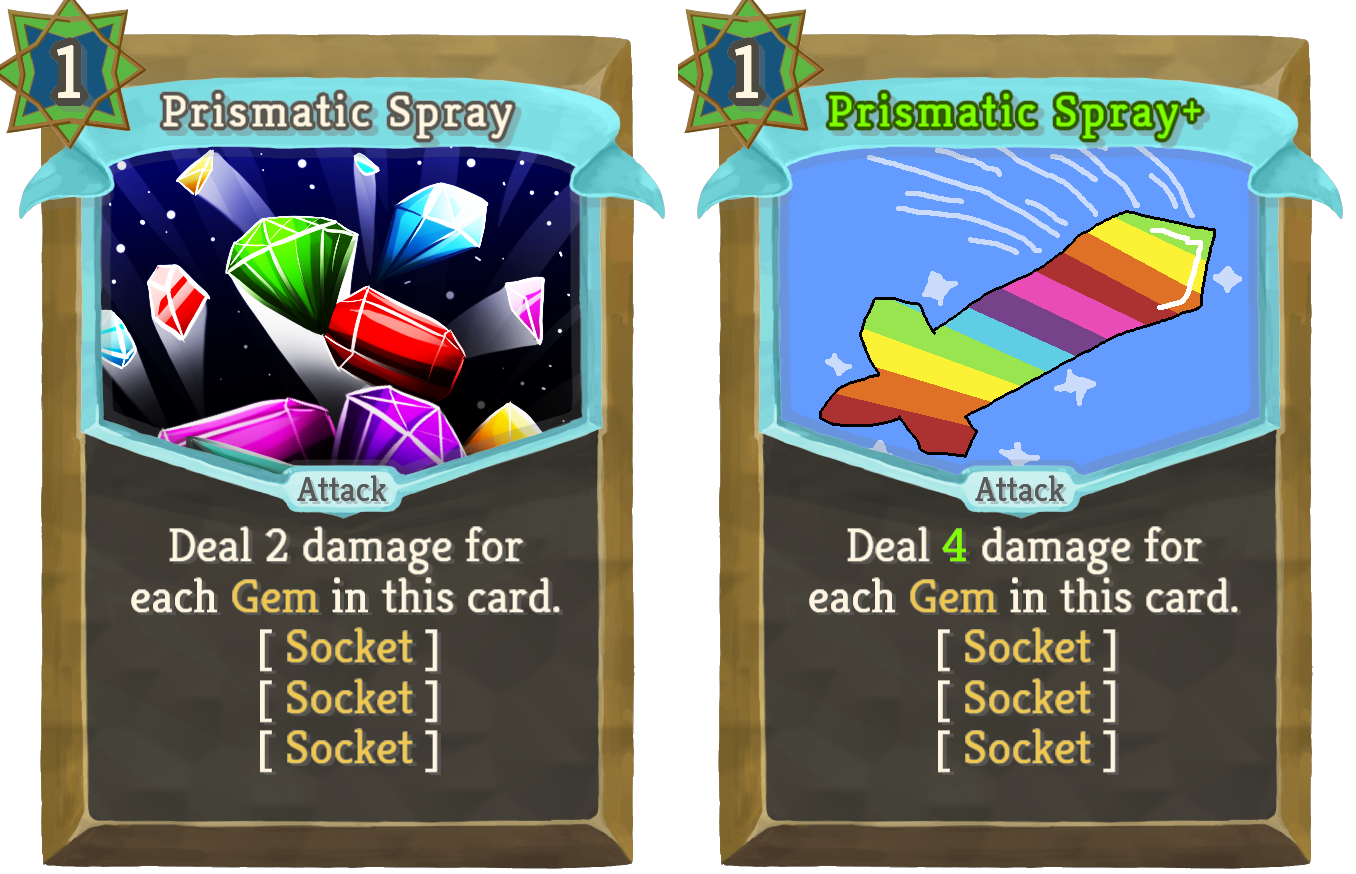 1
Prismatic Spray
Attack
Deal 2 damage for
each Gem in this card.
[ Socket ]
[ Socket ]
[ Socket ]
1
Prismatic Spray+
Attack
Deal 4 damage for
each Gem in this card.
[ Socket ]
[ Socket ]
[ Socket ]